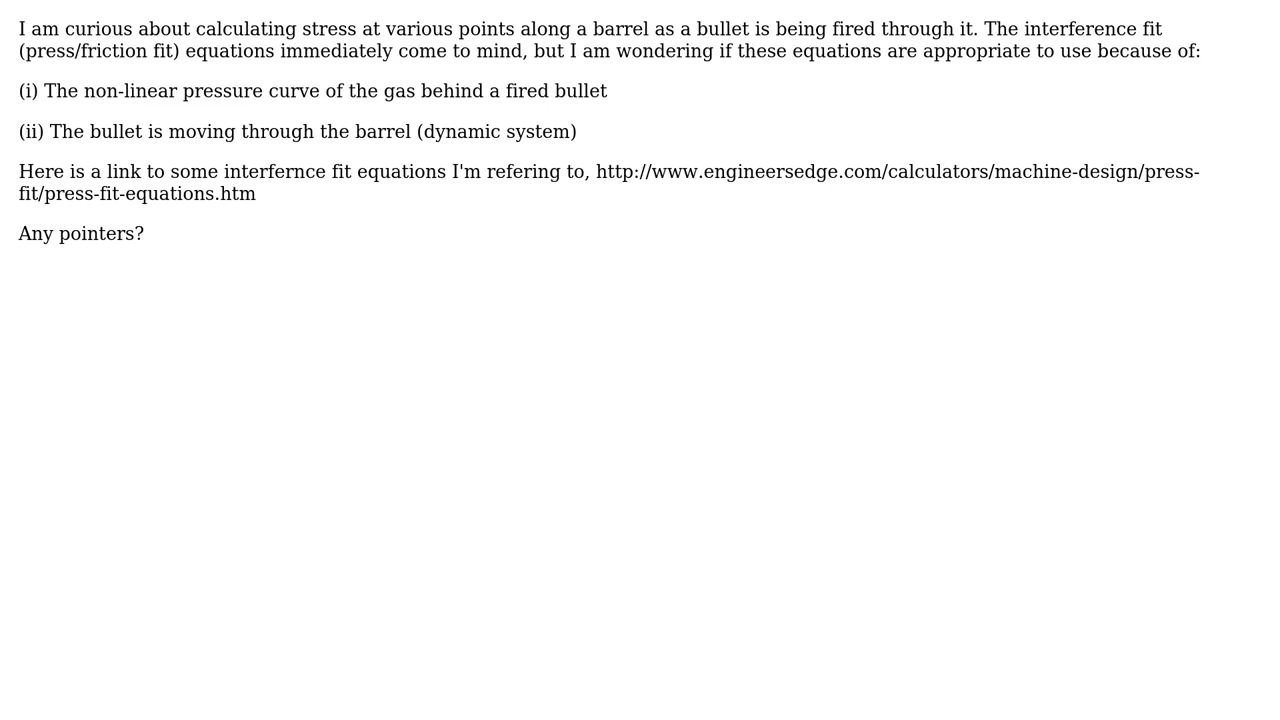 I am curious about calculating stress at various points along a barrel as a bullet is being fired through it. The interference fit
(press/friction fit) equations immediately come to mind, but I am wondering if these equations are appropriate to use because of:
(i) The non-linear pressure curve of the gas behind a fired bullet
(ii) The bullet is moving through the barrel (dynamic system)
Here is a link to some interfernce fit equations I'm refering to, http://www.engineersedge.com/calculators/machine-design/press-
fit/press-fit-equations.htm
Any pointers?